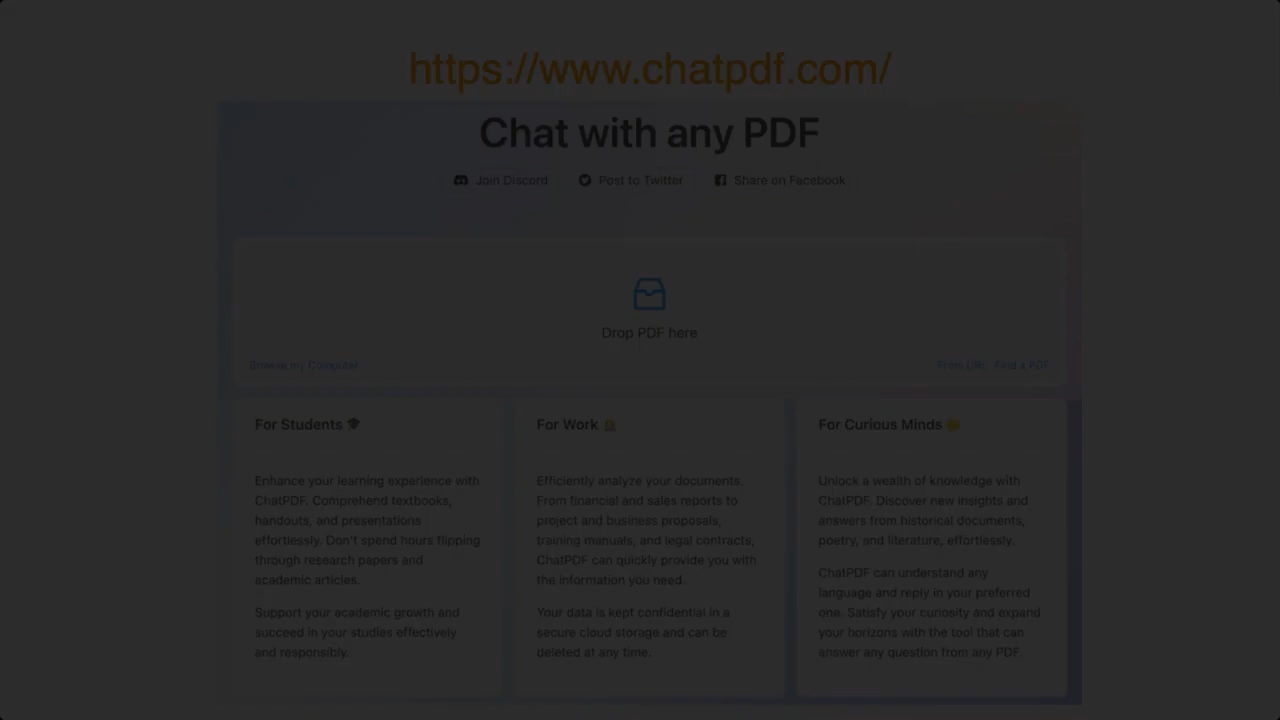 https://www.chatpdf.com/
Chat with any PDF
Join Discord Post to Twitter Share on Facebook
Drop PDF here
Browse my Computer From URL Find a PDF
For Students
Enhance your learning experience with
ChatPDF. Comprehend textbooks,
handouts, and presentations
effortlessly. Don't spend hours flipping
through research papers and
academic articles.
Support your academic growth and
succeed in your studies effectively
and responsibly.
For Work
Efficiently analyze your documents.
From financial and sales reports to
project and business proposals,
training manuals, and legal contracts,
ChatPDF can quickly provide you with
the information you need.
Your data is kept confidential in a
secure cloud storage and can be
deleted at any time.
For Curious Minds
Unlock a wealth of knowledge with
ChatPDF. Discover new insights and
answers from historical documents,
poetry, and literature, effortlessly.
ChatPDF can understand any
language and reply in your preferred
one. Satisfy your curiosity and expand
your horizons with the tool that can
answer any question from any PDF.